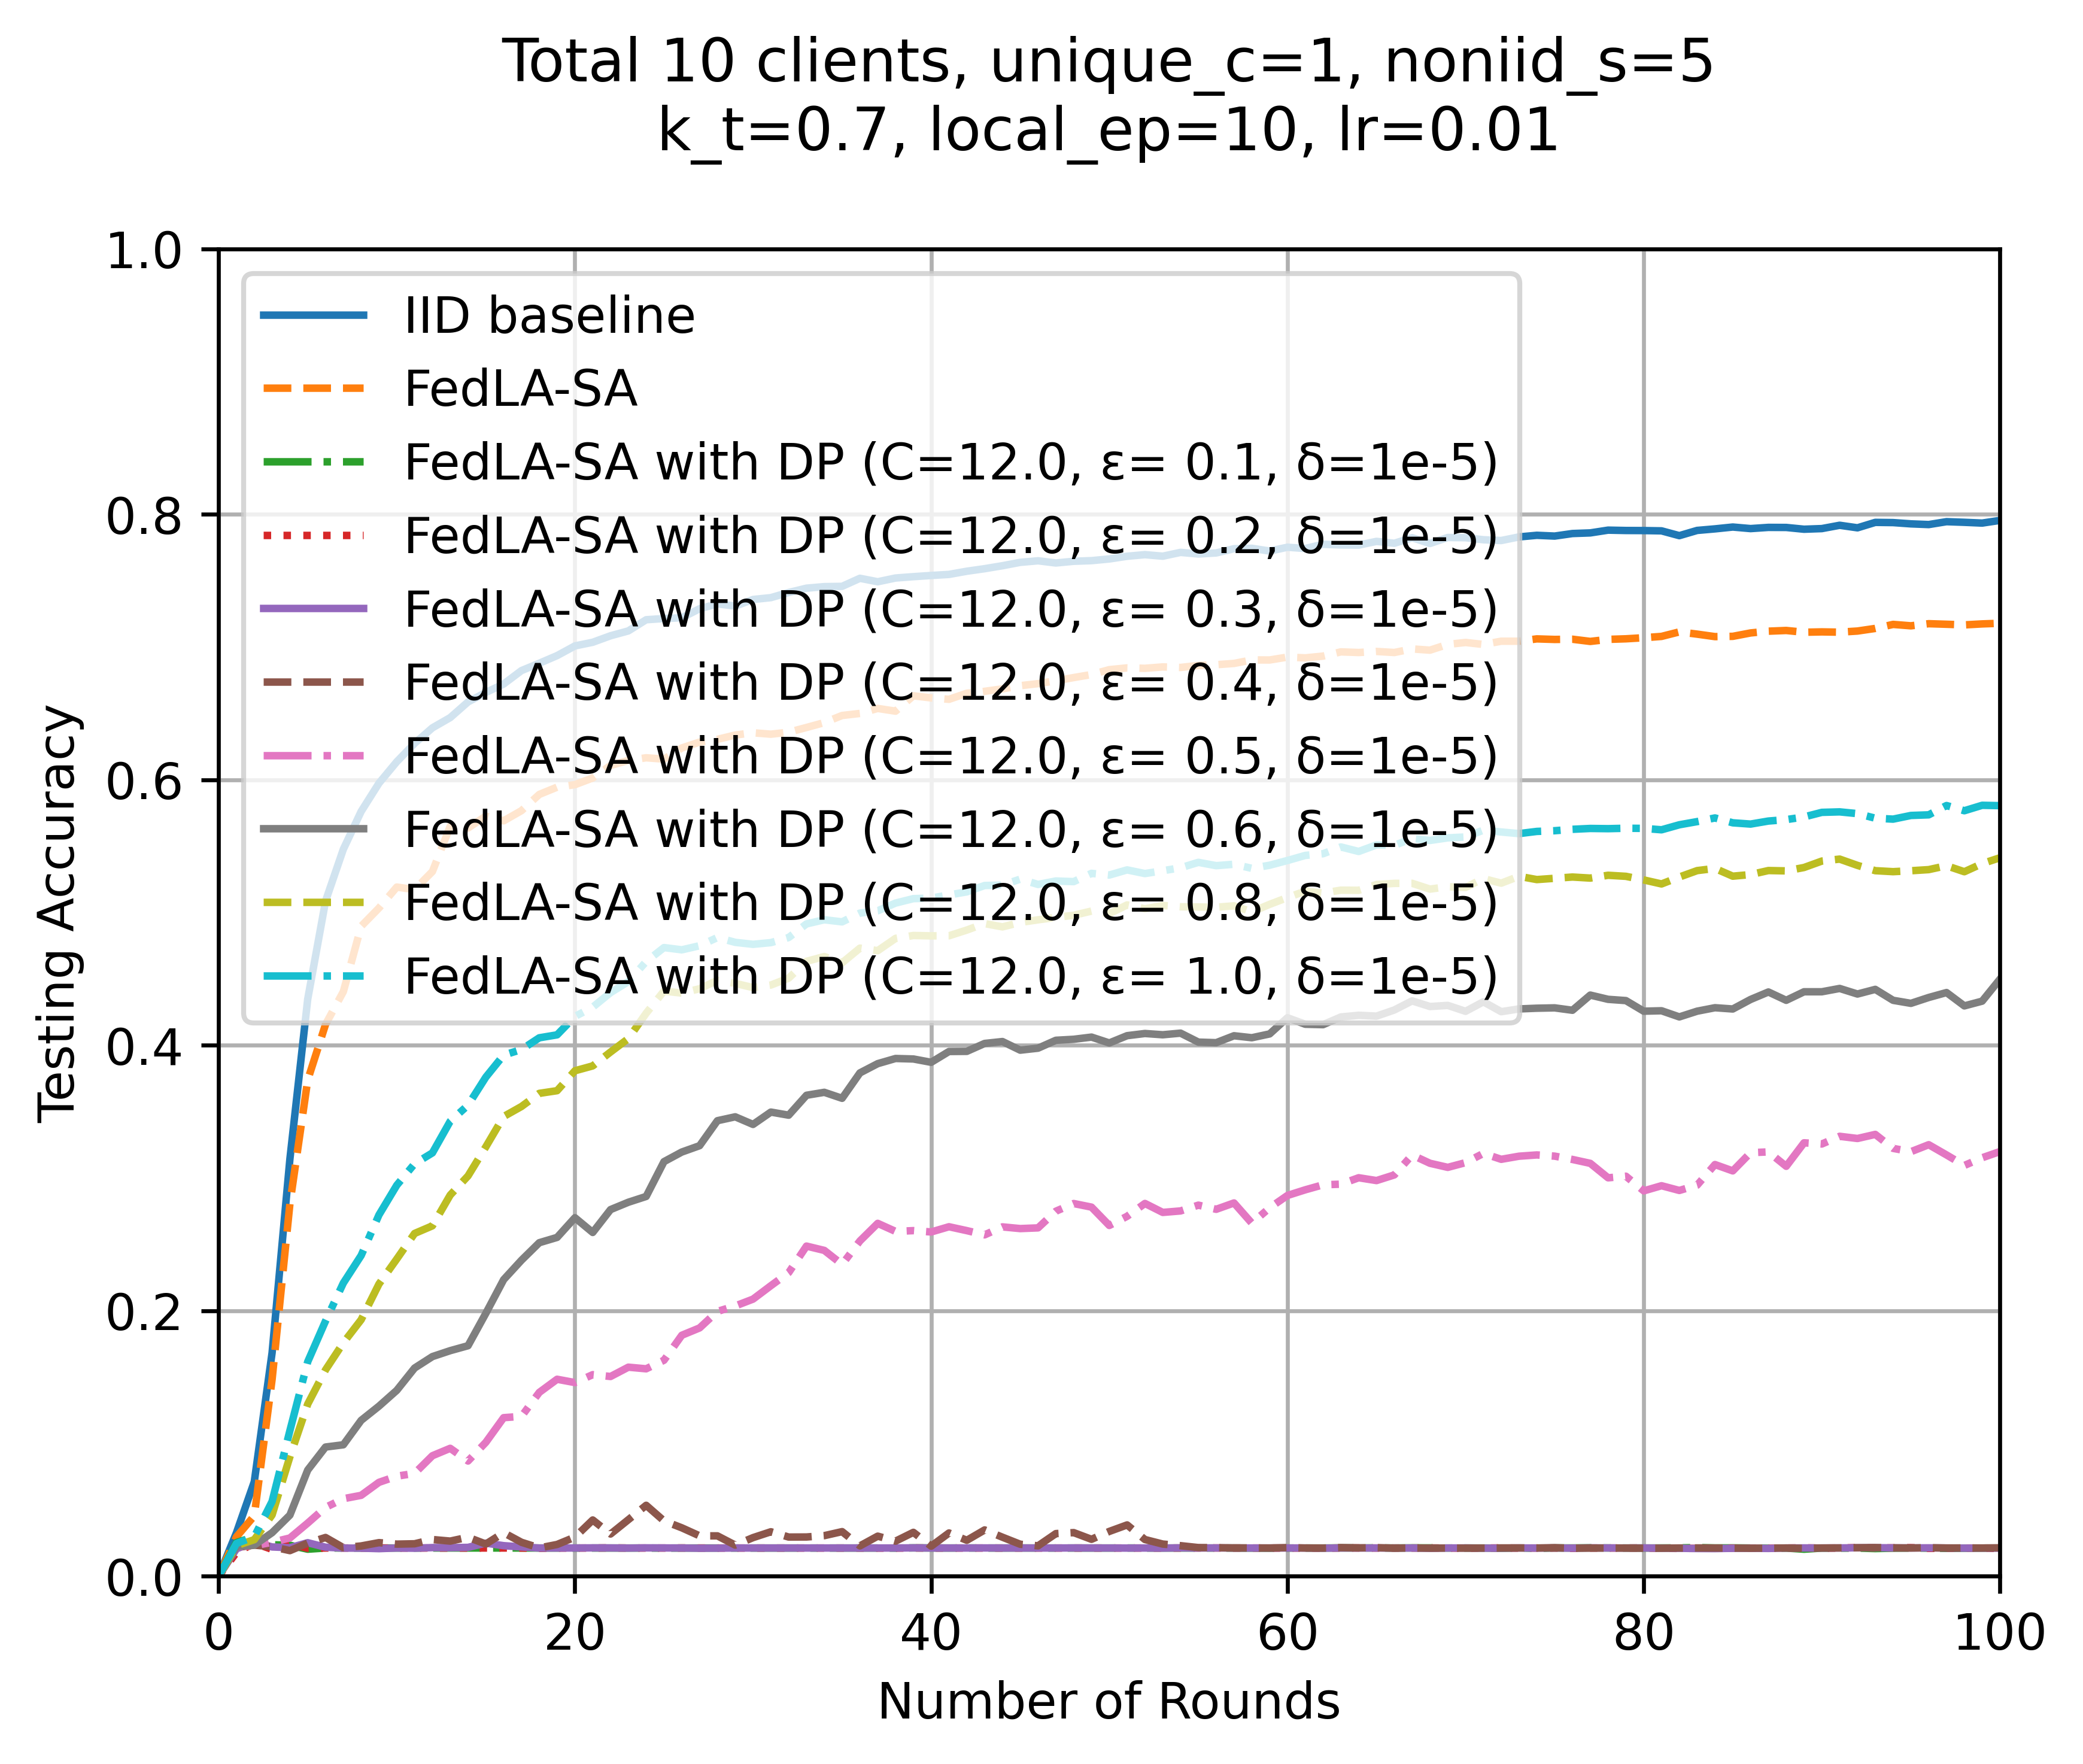 Total 10 clients, unique_c=1, noniid_s=5
k_t=0.7, local_ep=10, lr=0.01
1.0
0.8
0.6
0.4
0.2
0.0
Testing Accuracy
IID baseline
FedLA-SA
FedLA-SA with DP (C=12.0, ε= 0.1, δ=1e-5)
FedLA-SA with DP (C=12.0, ε= 0.2, δ=1e-5)
FedLA-SA with DP (C=12.0, ε= 0.3, δ=1e-5)
FedLA-SA with DP (C=12.0, ε= 0.4, δ=1e-5)
FedLA-SA with DP (C=12.0, ε= 0.5, δ=1e-5)
FedLA-SA with DP (C=12.0, ε= 0.6, δ=1e-5)
FedLA-SA with DP (C=12.0, ε= 0.8, δ=1e-5)
FedLA-SA with DP (C=12.0, ε= 1.0, δ=1e-5)
0 20 40 60 80 100
Number of Rounds